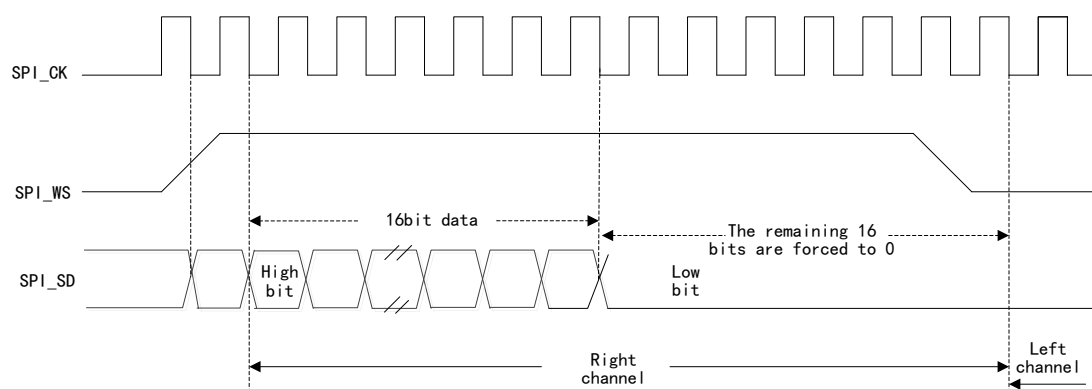 SPI_CK
SPI_WS
16bit data
The remaining 16
bits are forced to 0
SPI_SD
High
bit
Low
bit
Right
channel
Left
channel